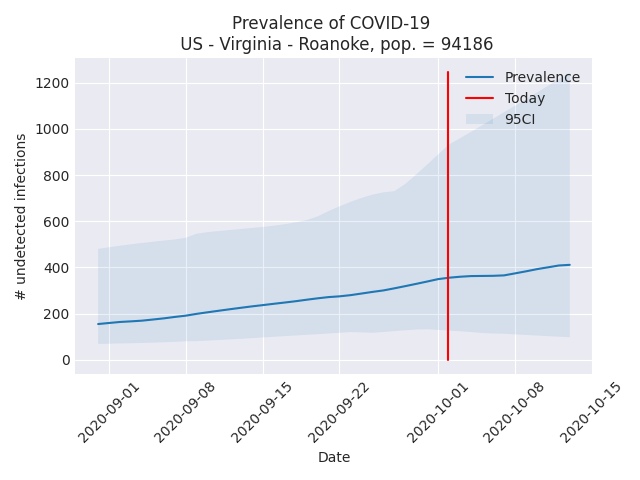 Prevalence of COVID-19
US - Virginia - Roanoke, pop. = 94186
Prevalence
Today
95CI
# undetected infections
1200
1000
800
600
400
200
0
2020-09-01
2020-09-08
2020-09-15
2020-09-22
2020-10-01
2020-10-08
2020-10-15
Date